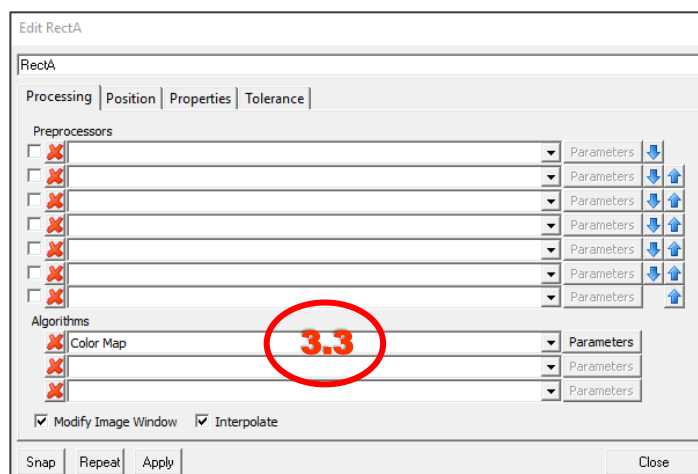 Edit RectA
RectA
Processing Position Properties Tolerance
Preprocessors
Parameters
Parameters
Parameters
Parameters
Parameters
Parameters
Parameters
Algorithms
Color Map 3.3 Parameters
Parameters
Parameters
Modify Image Window Interpolate
Snap Repeat Apply Close